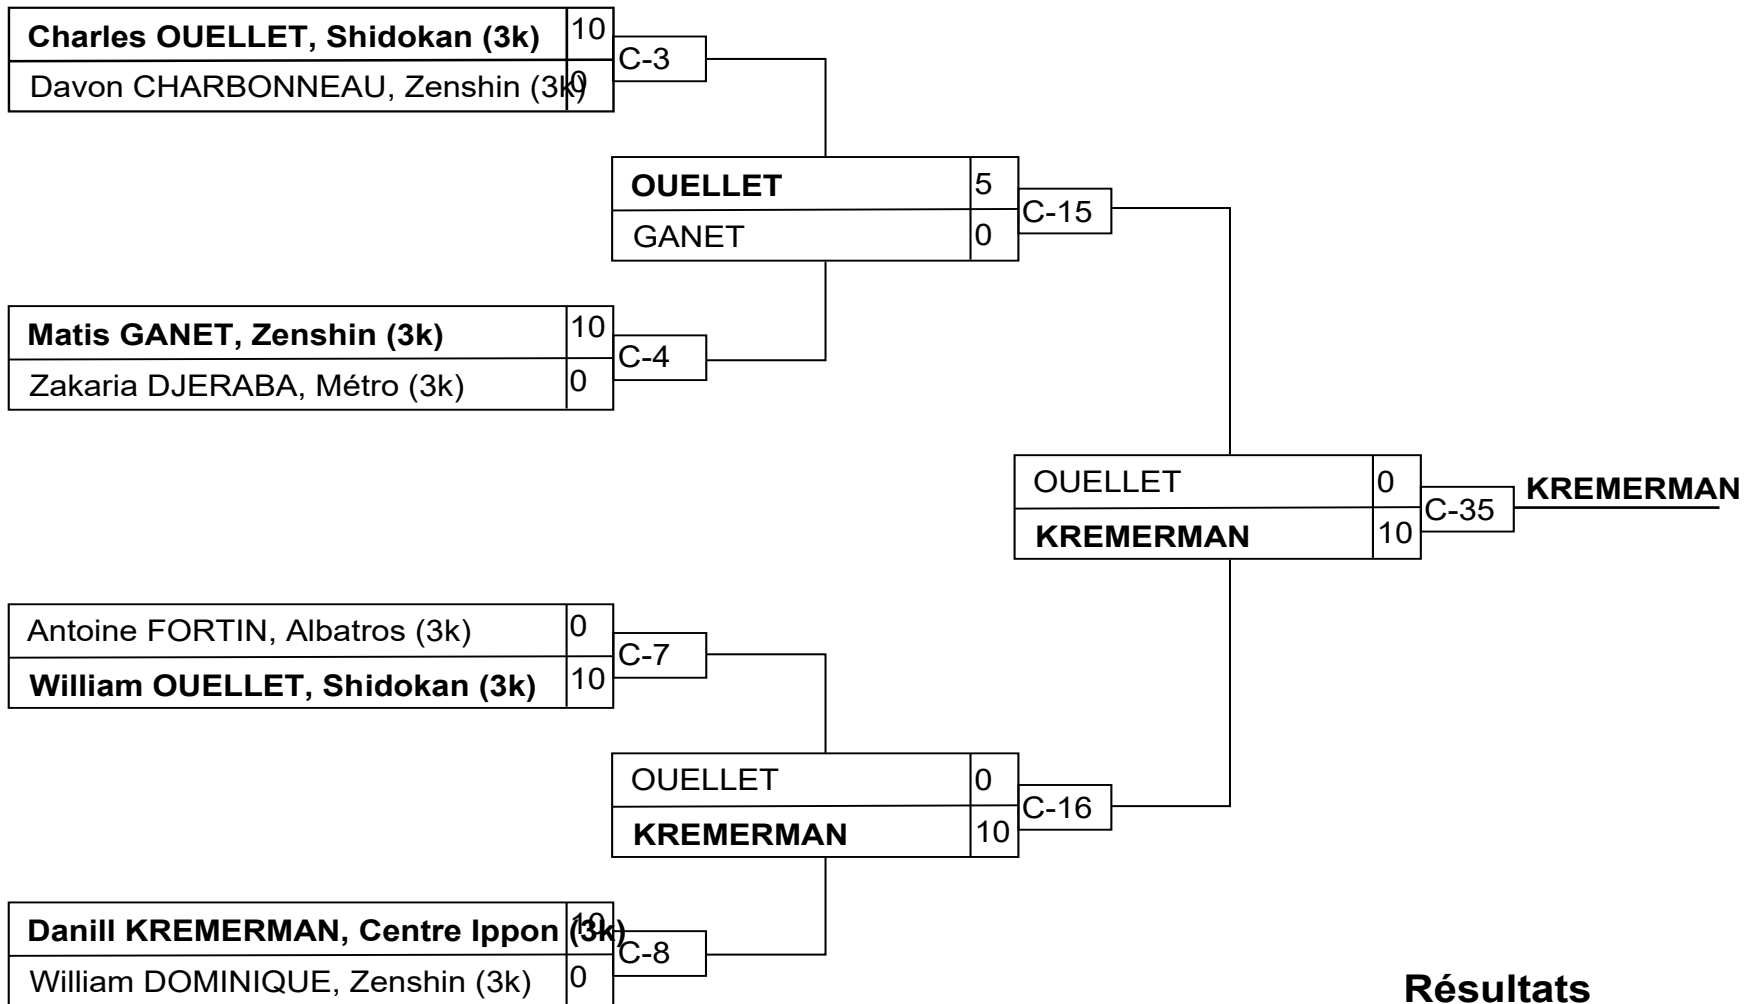 Charles OUELLET, Shidokan (3k) 10
C-3
Davon CHARBONNEAU, Zenshin (3k) 0
OUELLET 5
C-15
GANET 0
Matis GANET, Zenshin (3k) 10
C-4
Zakaria DJERABA, Métro (3k) 0
OUELLET 0
C-35
KREMERMAN
KREMERMAN 10
Antoine FORTIN, Albatros (3k) 0
C-7
William OUELLET, Shidokan (3k) 10
OUELLET 0
C-16
KREMERMAN 10
Danill KREMERMAN, Centre Ippon (3k) 10
C-8
William DOMINIQUE, Zenshin (3k) 0
Résultats